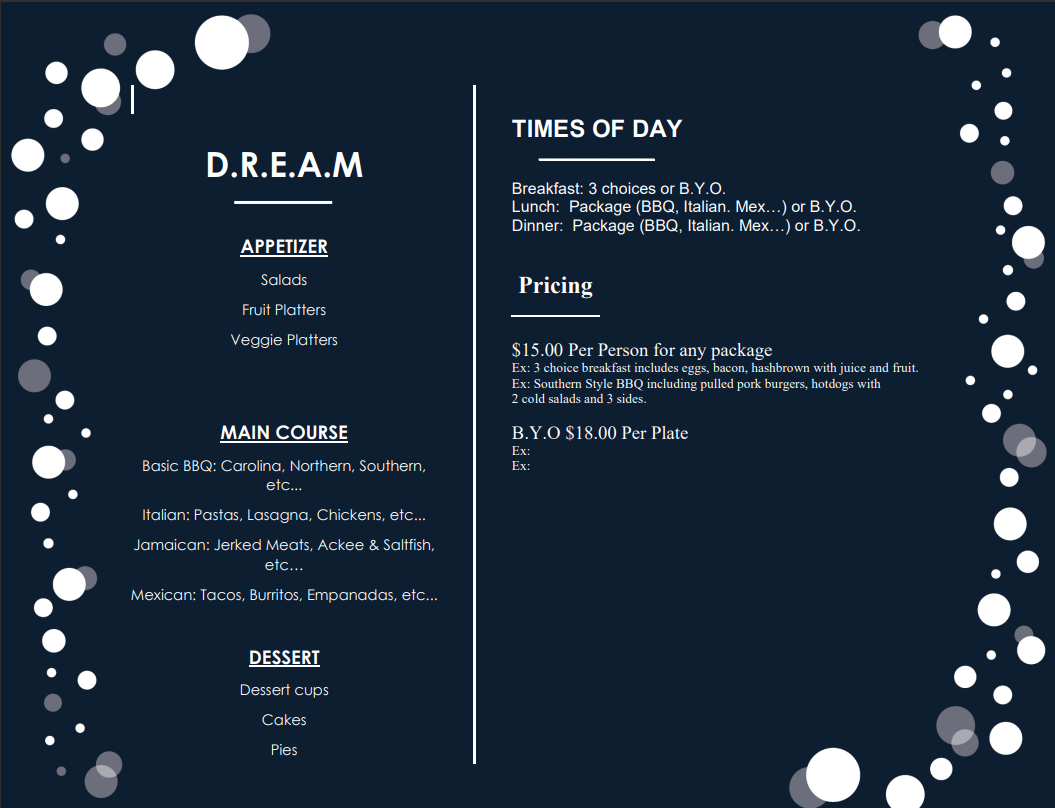 D.R.E.A.M
APPETIZER
Salads
Fruit Platters
Veggie Platters
MAIN COURSE
Basic BBQ: Carolina, Northern, Southern,
etc...
Italian: Pastas, Lasagna, Chickens, etc...
Jamaican: Jerked Meats, Ackee & Saltfish,
etc…
Mexican: Tacos, Burritos, Empanadas, etc...
DESSERT
Dessert cups
Cakes
Pies
TIMES OF DAY
Breakfast: 3 choices or B.Y.O.
Lunch:  Package (BBQ, Italian. Mex…) or B.Y.O.
Dinner:  Package (BBQ, Italian. Mex…) or B.Y.O.
Pricing
$15.00 Per Person for any package
Ex: 3 choice breakfast includes eggs, bacon, hashbrown with juice and fruit.
Ex: Southern Style BBQ including pulled pork burgers, hotdogs with
2 cold salads and 3 sides.
B.Y.O $18.00 Per Plate
Ex:
Ex: